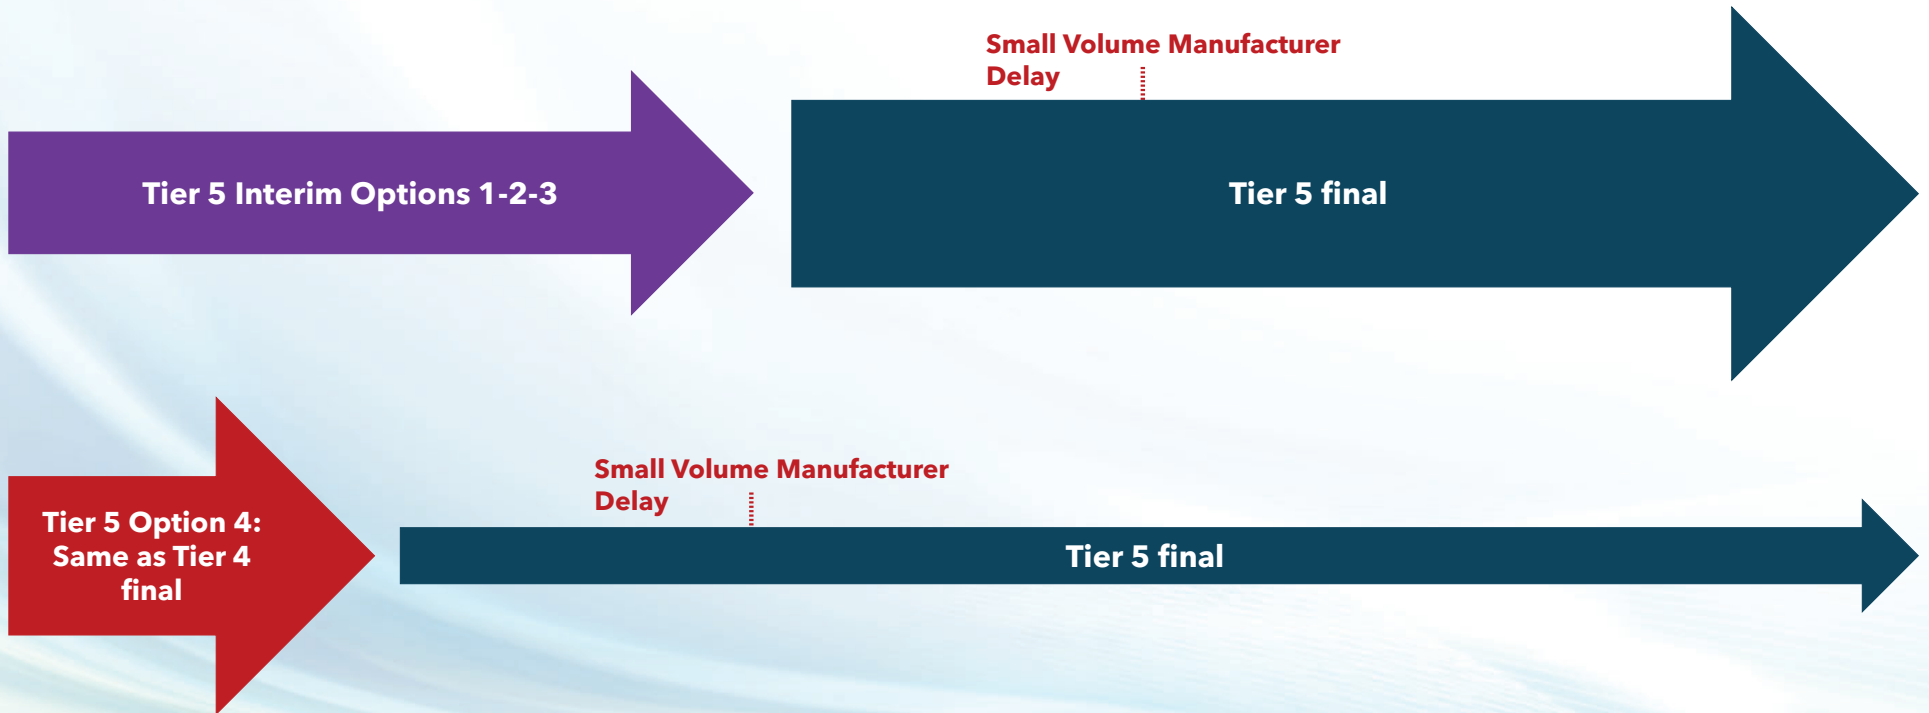 Small Volume Manufacturer
Delay
Tier 5 Interim Options 1-2-3
Tier 5 final
Small Volume Manufacturer
Delay
Tier 5 Option 4:
Same as Tier 4
final
Tier 5 final